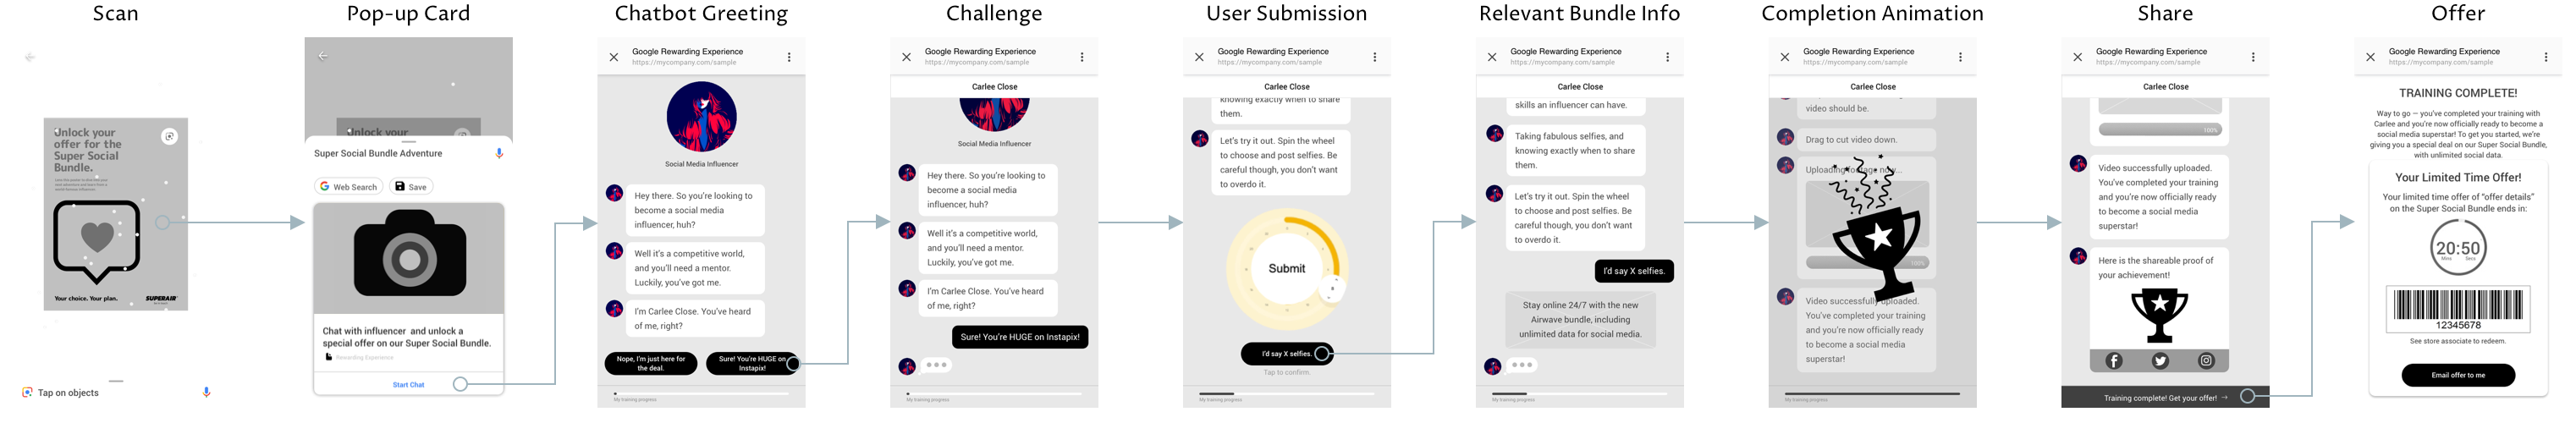 Scan
Unlock your
offer for the
Super Social
Bundle.
Your choice. Your plan.
SUPERAIR
Tap on objects
Pop-up Card
Unlock your
Super Social Bundle Adventure
Web Search
Save
Chat with influencer and unlock a
special offer on our Super Social Bundle.
Rewarding Experience
Start Chat
Chatbot Greeting
Google Rewarding Experience
https://mycompany.com/sample
Social Media Influencer
Hey there. So you're looking to
become a social media
influencer, huh?
Well it's a competitive world,
and you'll need a mentor.
Luckily, you've got me.
I'm Carlee Close. You've heard
of me, right?
Nope, I'm just here for
the deal.
Sure! You're HUGE on
Instapix!
My training progress
Challenge
Google Rewarding Experience
https://mycompany.com/sample
Carlee Close
Social Media Influencer
Hey there. So you're looking to
become a social media
influencer, huh?
Well it's a competitive world,
and you'll need a mentor.
Luckily, you've got me.
I'm Carlee Close. You've heard
of me, right?
Sure! You're HUGE on Instapix!
My training progress
User Submission
Google Rewarding Experience
https://mycompany.com/sample
Carlee Close
knowing exactly when to share
them.
Let's try it out. Spin the wheel
to choose and post selfies. Be
careful though, you don't want
to overdo it.
Submit
I'd say X selfies.
Tap to confirm.
My training progress
Relevant Bundle Info
Google Rewarding Experience
https://mycompany.com/sample
Carlee Close
skills an influencer can have.
Taking fabulous selfies, and
knowing exactly when to share
them.
Let's try it out. Spin the wheel
to choose and post selfies. Be
careful though, you don't want
to overdo it.
I'd say X selfies.
Stay online 24/7 with the new
Airwave bundle, including
unlimited data for social media.
My training progress
Completion Animation
Google Rewarding Experience
https://mycompany.com/sample
Carlee Close
video should be.
Drag to cut video down.
Uploading footage now...
100%
Video successfully uploaded.
You've completed your training
and you're now officially ready
to become a social media
superstar!
My training progress
Share
Google Rewarding Experience
https://mycompany.com/sample
Carlee Close
100%
Video successfully uploaded.
You've completed your training
and you're now officially ready
to become a social media
superstar!
Here is the shareable proof of
your achievement!
Training complete! Get your offer! →
Offer
Google Rewarding Experience
https://mycompany.com/sample
TRAINING COMPLETE!
Way to go – you've completed your training with
Carlee and you're now officially ready to become a
social media superstar! To get you started, we're
giving you a special deal on our Super Social Bundle,
with unlimited social data.
Your Limited Time Offer!
Your limited time offer of "offer details"
on the Super Social Bundle ends in:
20:50
Mins Secs
12345678
See store associate to redeem.
Email offer to me